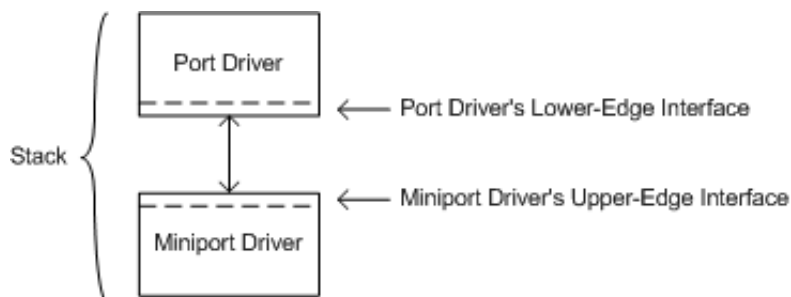 Port Driver
Port Driver's Lower-Edge Interface
Stack
Miniport Driver's Upper-Edge Interface
Miniport Driver